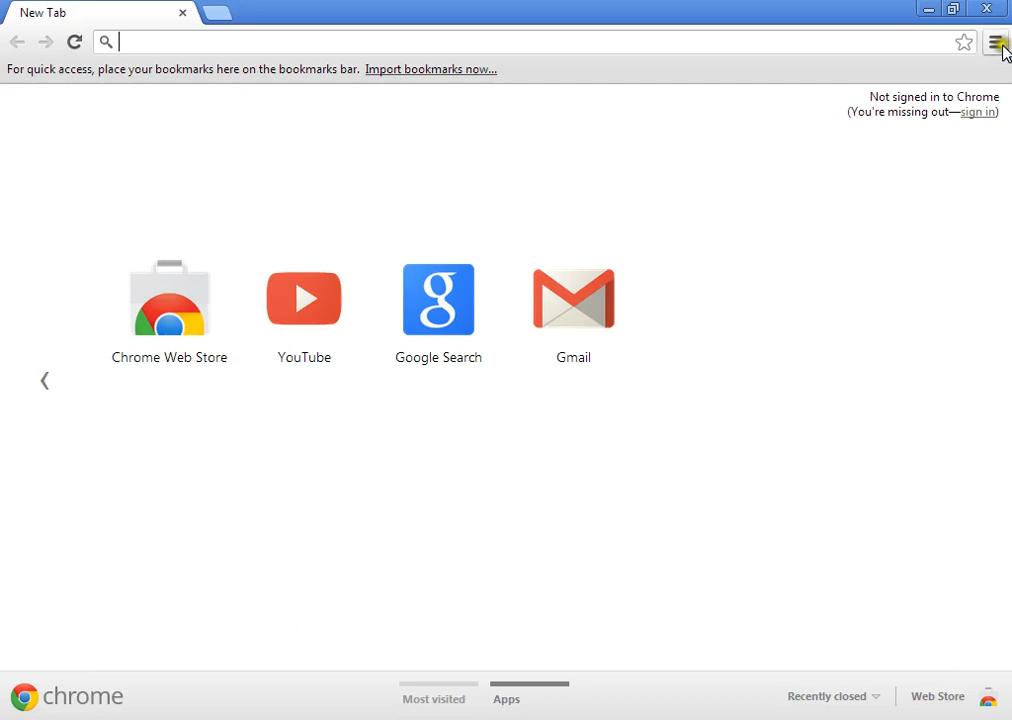 New Tab
For quick access, place your bookmarks here on the bookmarks bar. Import bookmarks now...
Not signed in to Chrome
(You're missing out—sign in)
g
Chrome Web Store YouTube Google Search Gmail
chrome Most visited Apps Recently closed Web Store